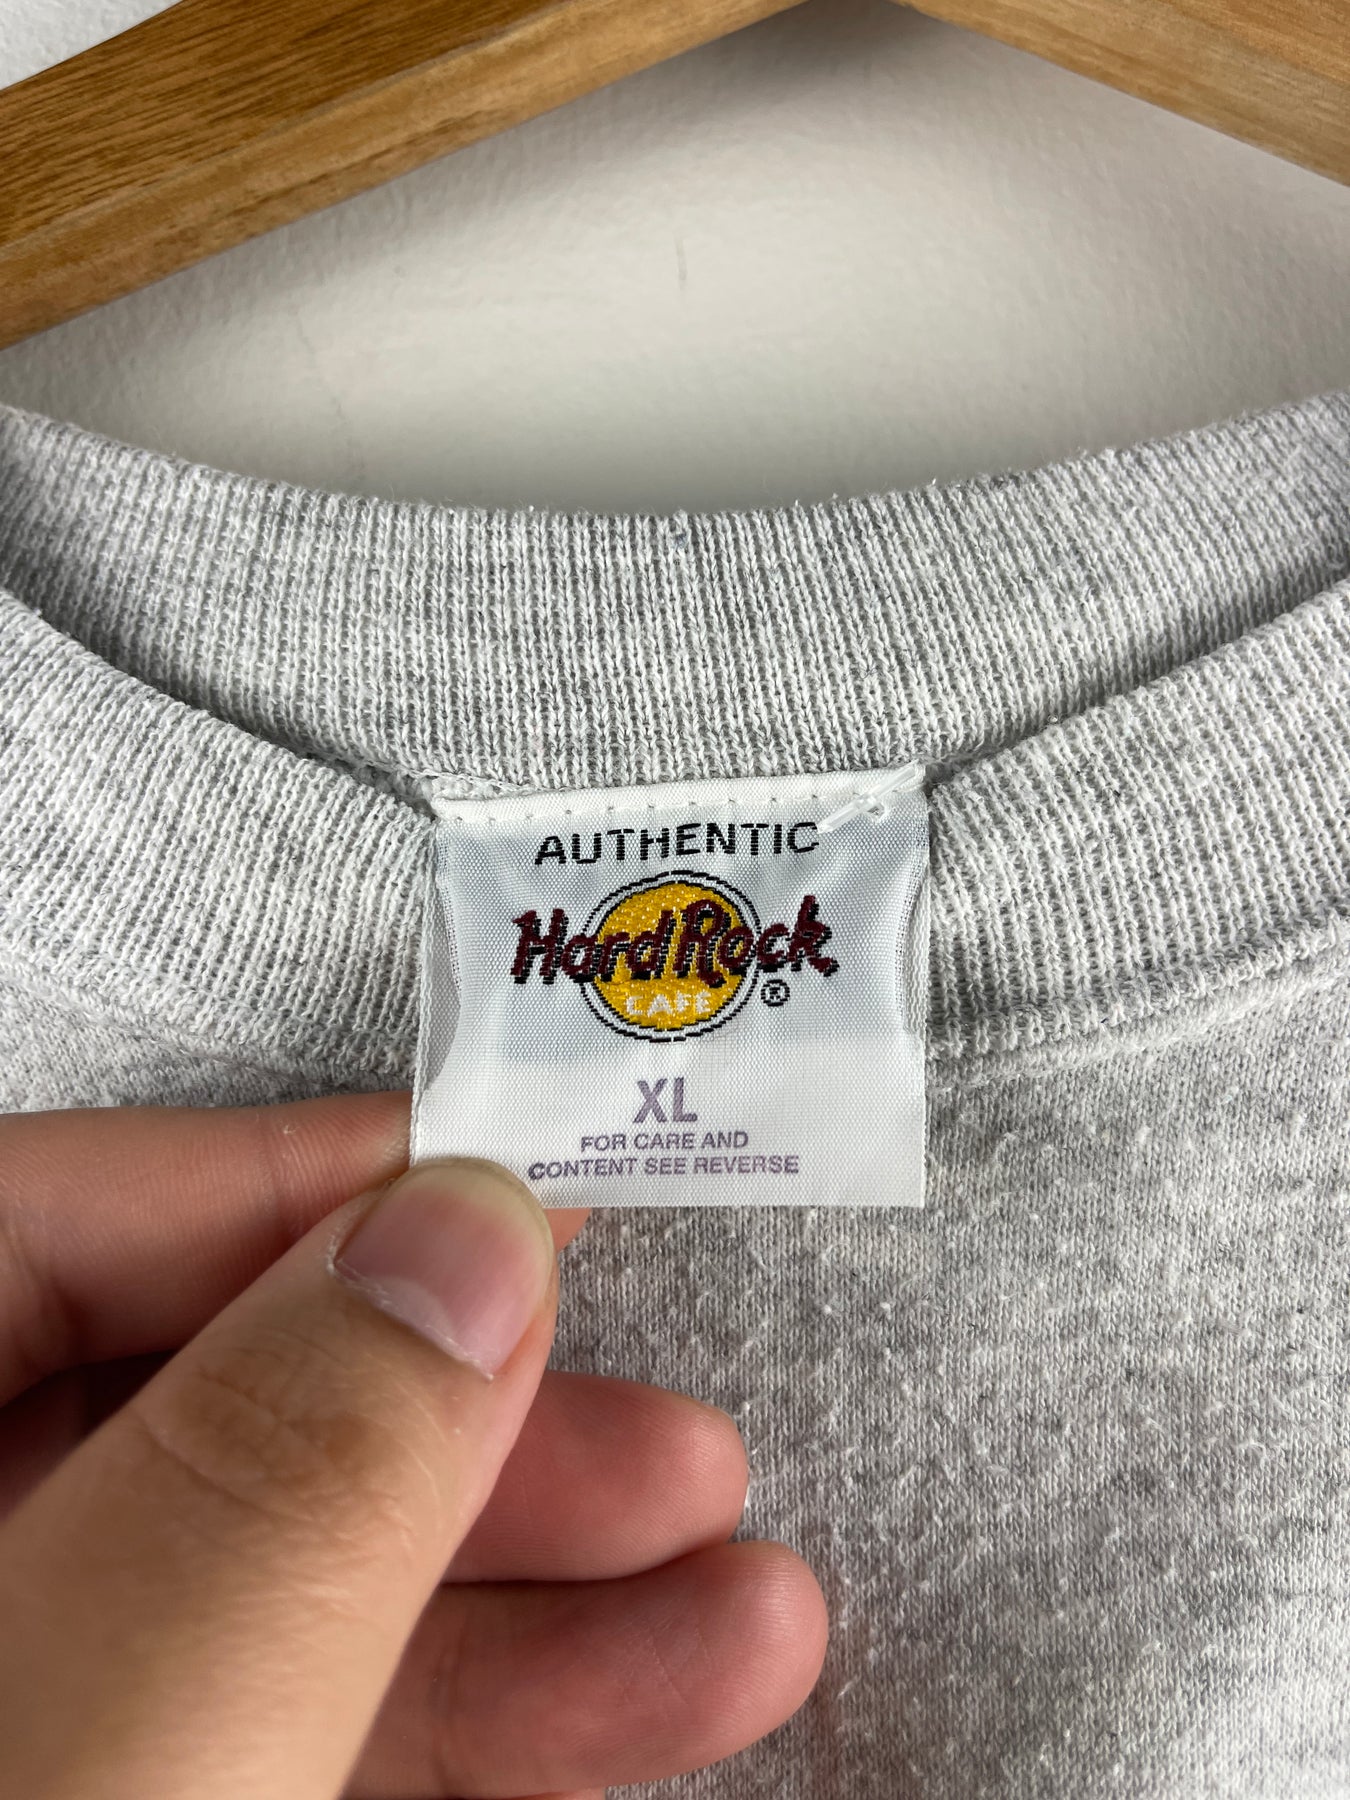 AUTHENTIC
Hard Rock
CAFE ®
XL
FOR CARE AND
CONTENT SEE REVERSE